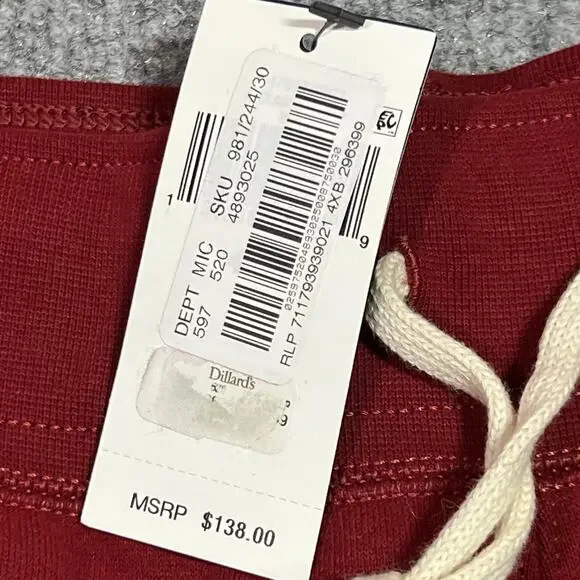 DEPT MIC SKU 981/244/30
597 520 4893025
025975204893025008750030
RLP 711793939021 4XB 296399
1
9
Dillard's
MSRP $138.00